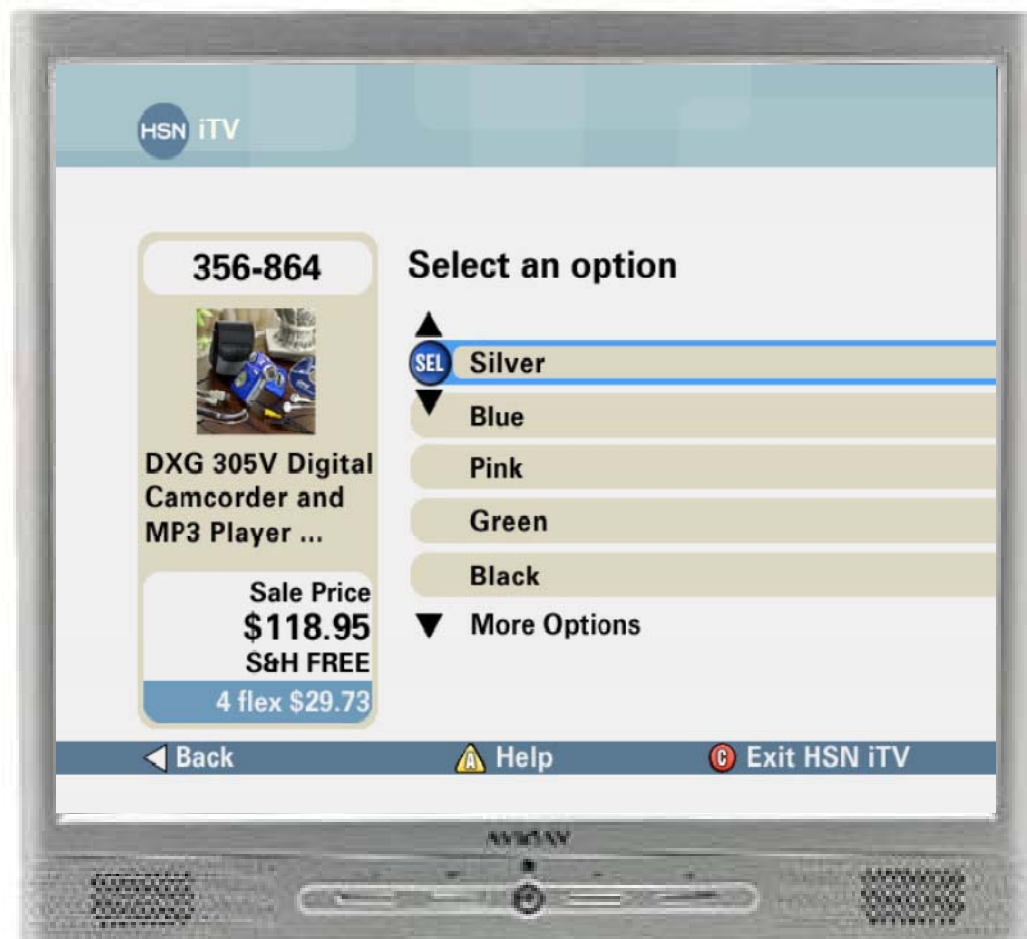 HSN iTV
356-864
DXG 305V Digital
Camcorder and
MP3 Player ...
Sale Price
$118.95
S&H FREE
4 flex $29.73
Select an option
SEL Silver
Blue
Pink
Green
Black
More Options
Back
A Help
C Exit HSN iTV